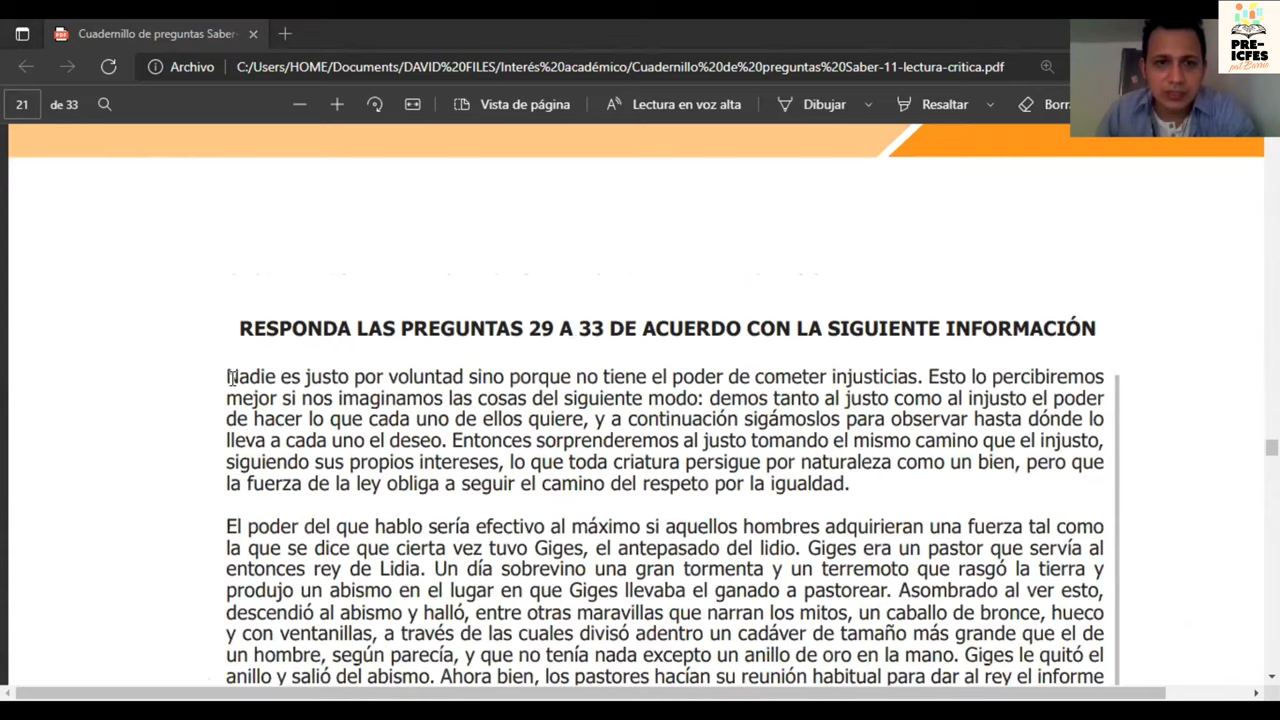 Cuadernillo de preguntas Saber-
Archivo C:/Users/HOME/Documents/DAVID%20FILES/Interés%20académico/Cuadernillo%20de%20preguntas%20Saber-11-lectura-critica.pdf
21 de 33 Vista de página Lectura en voz alta Dibujar Resaltar Borra
PRE-
ICFES
pal Barrio
RESPONDA LAS PREGUNTAS 29 A 33 DE ACUERDO CON LA SIGUIENTE INFORMACIÓN
Nadie es justo por voluntad sino porque no tiene el poder de cometer injusticias. Esto lo percibiremos
mejor si nos imaginamos las cosas del siguiente modo: demos tanto al justo como al injusto el poder
de hacer lo que cada uno de ellos quiere, y a continuación sigámoslos para observar hasta dónde lo
lleva a cada uno el deseo. Entonces sorprenderemos al justo tomando el mismo camino que el injusto,
siguiendo sus propios intereses, lo que toda criatura persigue por naturaleza como un bien, pero que
la fuerza de la ley obliga a seguir el camino del respeto por la igualdad.
El poder del que hablo sería efectivo al máximo si aquellos hombres adquirieran una fuerza tal como
la que se dice que cierta vez tuvo Giges, el antepasado del lidio. Giges era un pastor que servía al
entonces rey de Lidia. Un día sobrevino una gran tormenta y un terremoto que rasgó la tierra y
produjo un abismo en el lugar en que Giges llevaba el ganado a pastorear. Asombrado al ver esto,
descendió al abismo y halló, entre otras maravillas que narran los mitos, un caballo de bronce, hueco
y con ventanillas, a través de las cuales divisó adentro un cadáver de tamaño más grande que el de
un hombre, según parecía, y que no tenía nada excepto un anillo de oro en la mano. Giges le quitó el
anillo y salió del abismo. Ahora bien, los pastores hacían su reunión habitual para dar al rey el informe